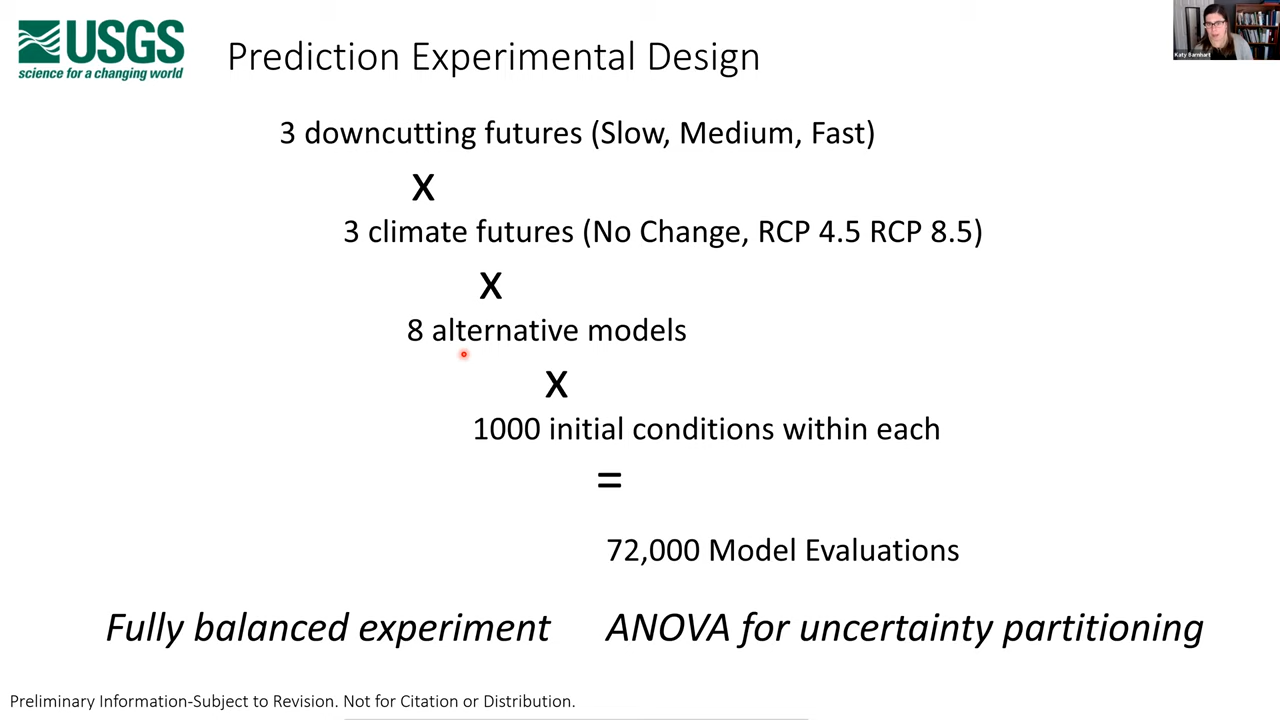 USGS
science for a changing world
Prediction Experimental Design
Katy Barnhart
3 downcutting futures (Slow, Medium, Fast)
X
3 climate futures (No Change, RCP 4.5 RCP 8.5)
X
8 alternative models
X
1000 initial conditions within each
=
72,000 Model Evaluations
Fully balanced experiment ANOVA for uncertainty partitioning
Preliminary Information-Subject to Revision. Not for Citation or Distribution.